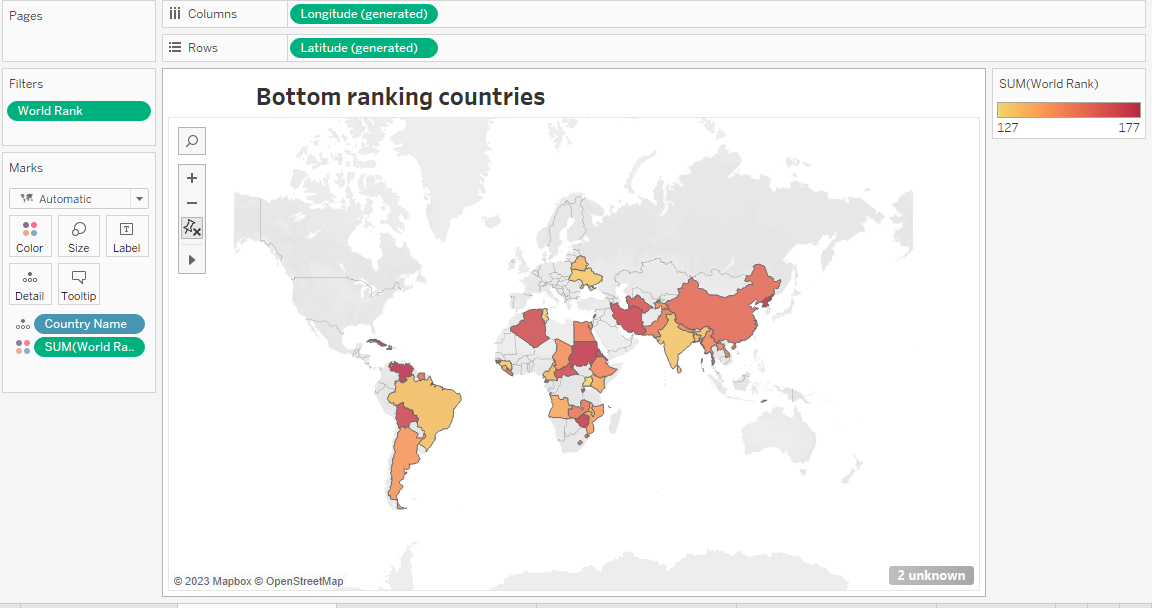 Pages
Columns
Longitude (generated)
Rows
Latitude (generated)
Filters
World Rank
Marks
Automatic
Color
Size
Label
Detail
Tooltip
Country Name
SUM(World Ra..
Bottom ranking countries
© 2023 Mapbox © OpenStreetMap
2 unknown
SUM(World Rank)
127 177